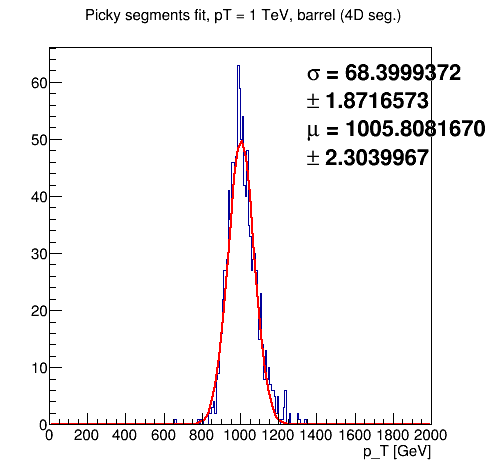 Picky segments fit, pT = 1 TeV, barrel (4D seg.)
σ = 68.3999372
± 1.8716573
μ = 1005.8081670
± 2.3039967
60
50
40
30
20
10
0
0 200 400 600 800 1000 1200 1400 1600 1800 2000
p_T [GeV]